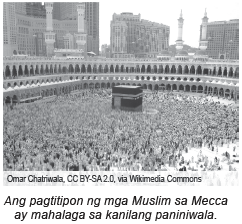 Omar Chatriwala, CC BY-SA 2.0, via Wikimedia Commons
Ang pagtitipon ng mga Muslim sa Mecca
ay mahalaga sa kanilang paniniwala.